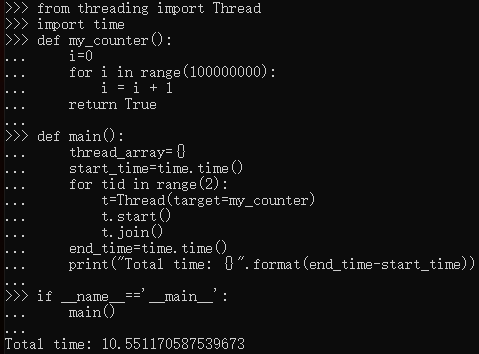 >>> from threading import Thread
>>> import time
>>> def my_counter():
...     i=0
...     for i in range(100000000):
...         i = i + 1
...     return True
...
>>> def main():
...     thread_array={}
...     start_time=time.time()
...     for tid in range(2):
...         t=Thread(target=my_counter)
...         t.start()
...         t.join()
...     end_time=time.time()
...     print("Total time: {}".format(end_time-start_time))
...
>>> if __name__=='__main__':
...     main()
...
Total time: 10.551170587539673